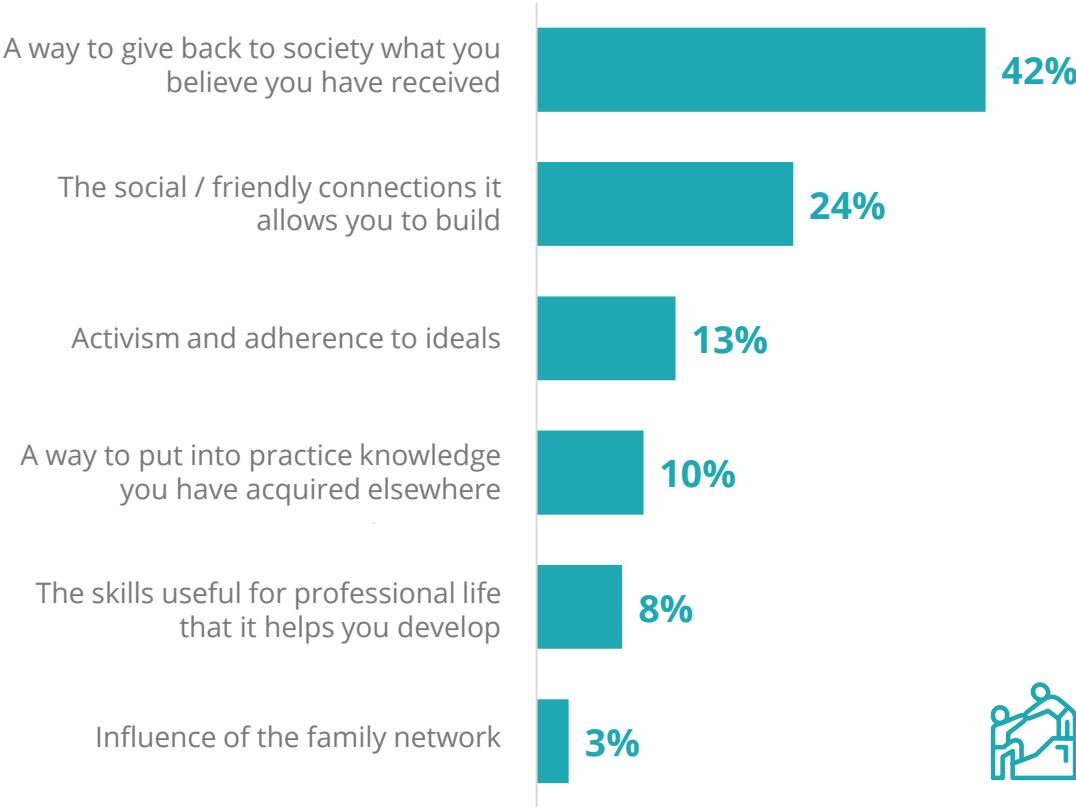 A way to give back to society what you
believe you have received
42%
The social / friendly connections it
allows you to build
24%
Activism and adherence to ideals
13%
A way to put into practice knowledge
you have acquired elsewhere
10%
The skills useful for professional life
that it helps you develop
8%
Influence of the family network
3%